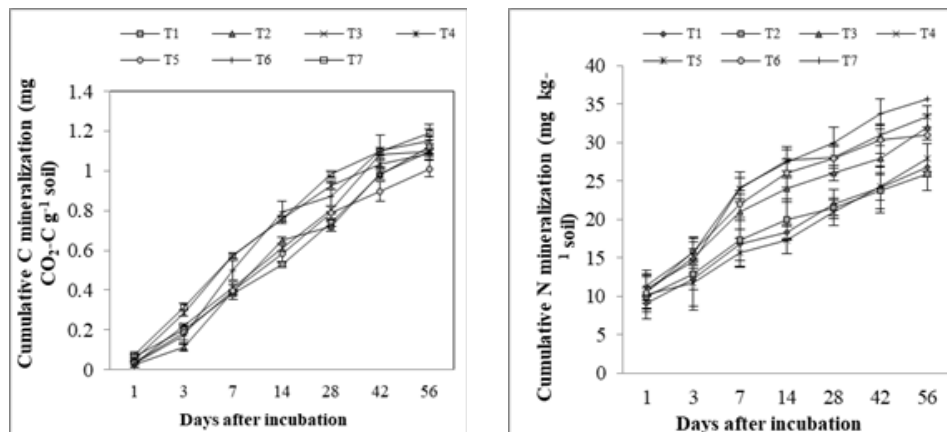 T1 T2 T3 T4
T5 T6 T7
Cumulative C mineralization (mg
CO2-C g-1 soil)
1.4
1.2
1
0.8
0.6
0.4
0.2
0
1 3 7 14 28 42 56
Days after incubation
T1 T2 T3 T4
T5 T6 T7
Cumulative N mineralization (mg kg-
1 soil)
40
35
30
25
20
15
10
5
0
1 3 7 14 28 42 56
Days after incubation